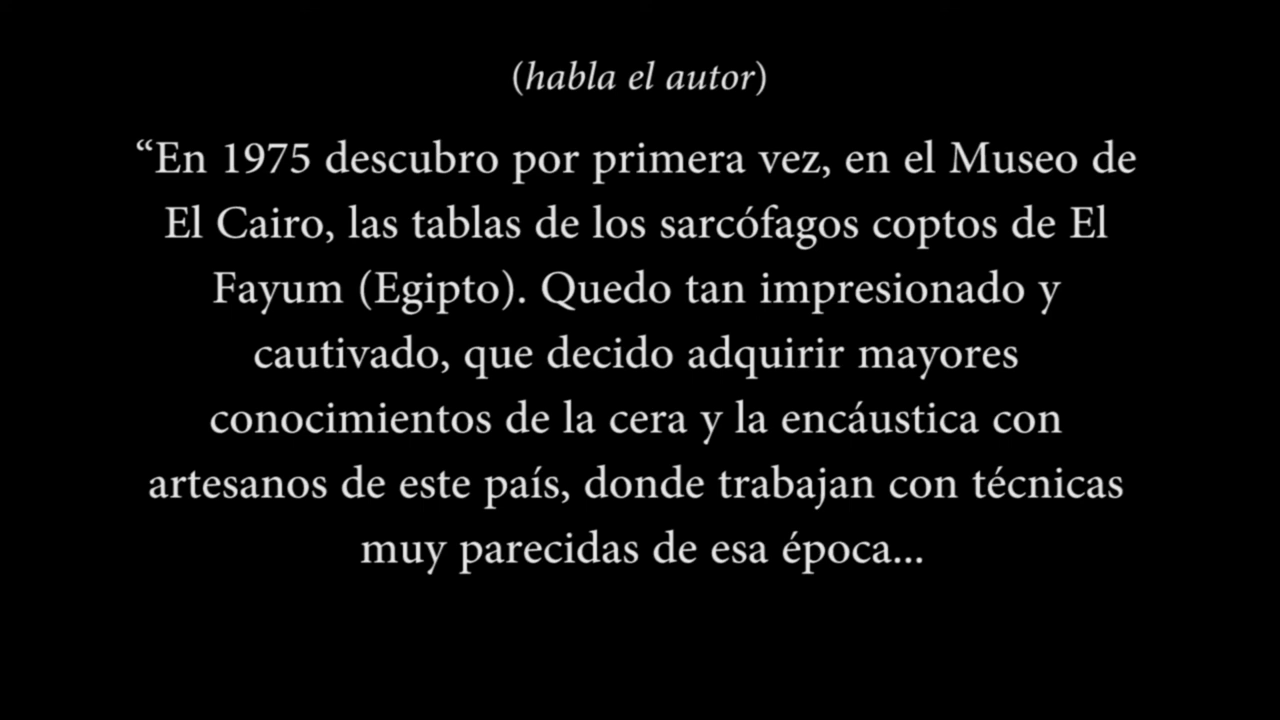 (habla el autor)
“En 1975 descubro por primera vez, en el Museo de
El Cairo, las tablas de los sarcófagos coptos de El
Fayum (Egipto). Quedo tan impresionado y
cautivado, que decido adquirir mayores
conocimientos de la cera y la encáustica con
artesanos de este país, donde trabajan con técnicas
muy parecidas de esa época...